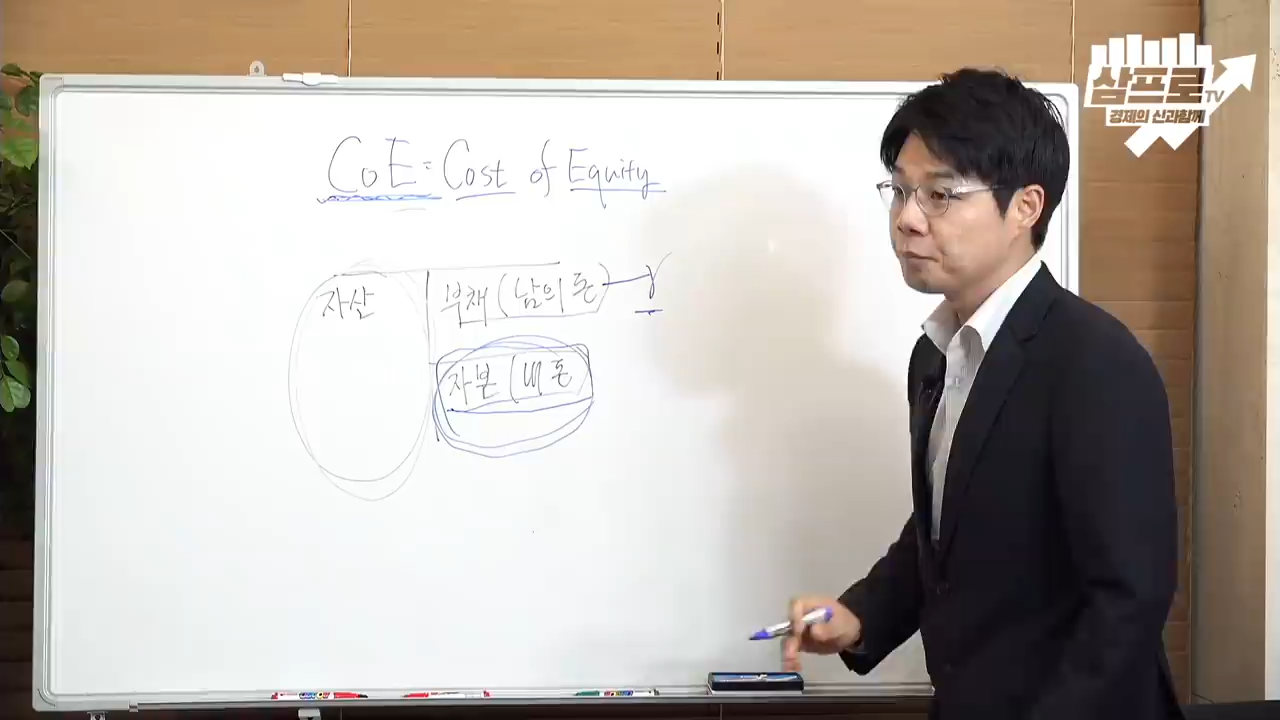 CoE = Cost of Equity
자산
부채 (남의 돈) r
자본 (내 돈
삼프로TV
경제의 신과함께